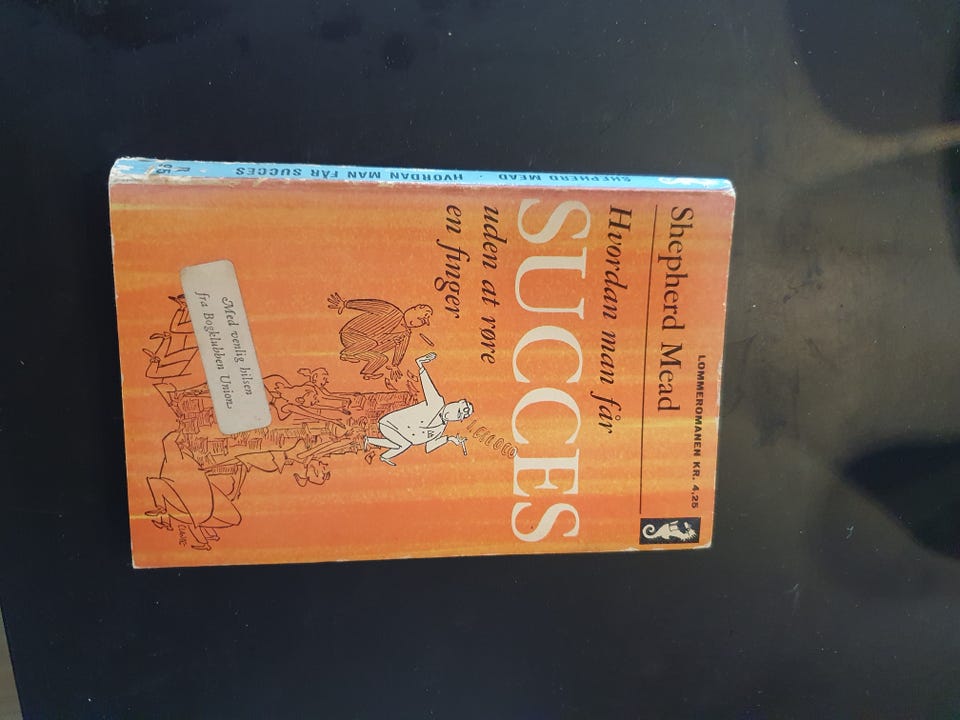 LOMMEROMANEN KR. 4,25
Shepherd Mead
Hvordan man får
SUCCES
uden at røre
en finger
Med venlig hilsen
fra Bogklubben Union
SHEPHERD MEAD · HVORDAN MAN FÅR SUCCES